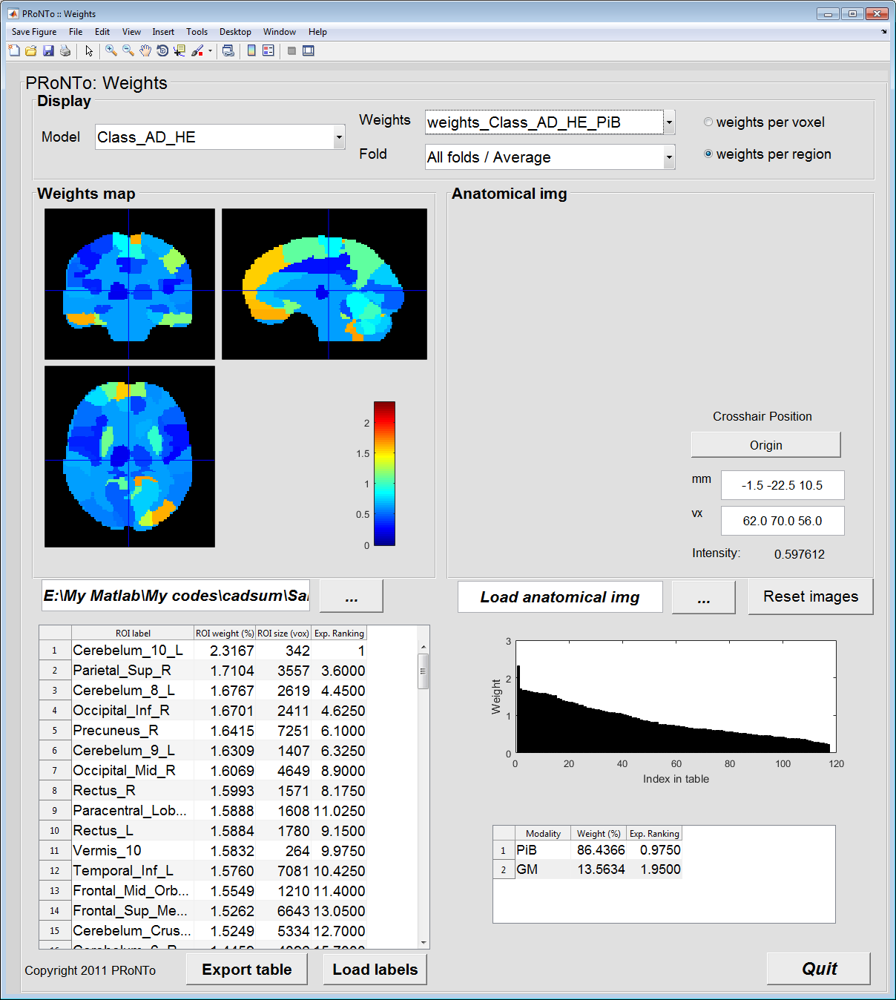 PRoNTo :: Weights
Save Figure File Edit View Insert Tools Desktop Window Help
PRoNTo: Weights
Display
Model Class_AD_HE
Weights weights_Class_AD_HE_PiB
weights per voxel
Fold All folds / Average
weights per region
Weights map
Anatomical img
2
1.5
1
0.5
0
Crosshair Position
Origin
mm -1.5 -22.5 10.5
vx 62.0 70.0 56.0
Intensity: 0.597612
E:\My Matlab\My codes\cadsum\Sa
...
Load anatomical img
...
Reset images
ROI label ROI weight (%) ROI size (vox) Exp. Ranking
1 Cerebelum_10_L 2.3167 342 1
2 Parietal_Sup_R 1.7104 3557 3.6000
3 Cerebelum_8_L 1.6767 2619 4.4500
4 Occipital_Inf_R 1.6701 2411 4.6250
5 Precuneus_R 1.6415 7251 6.1000
6 Cerebelum_9_L 1.6309 1407 6.3250
7 Occipital_Mid_R 1.6069 4649 8.9000
8 Rectus_R 1.5993 1571 8.1750
9 Paracentral_Lob... 1.5888 1608 11.0250
10 Rectus_L 1.5884 1780 9.1500
11 Vermis_10 1.5832 264 9.9750
12 Temporal_Inf_L 1.5760 7081 10.4250
13 Frontal_Mid_Orb... 1.5549 1210 11.4000
14 Frontal_Sup_Me... 1.5262 6643 13.0500
15 Cerebelum_Crus... 1.5249 5334 12.7000
3
2
1
0
Weight
0 20 40 60 80 100 120
Index in table
Modality Weight (%) Exp. Ranking
1 PiB 86.4366 0.9750
2 GM 13.5634 1.9500
Copyright 2011 PRoNTo
Export table
Load labels
Quit